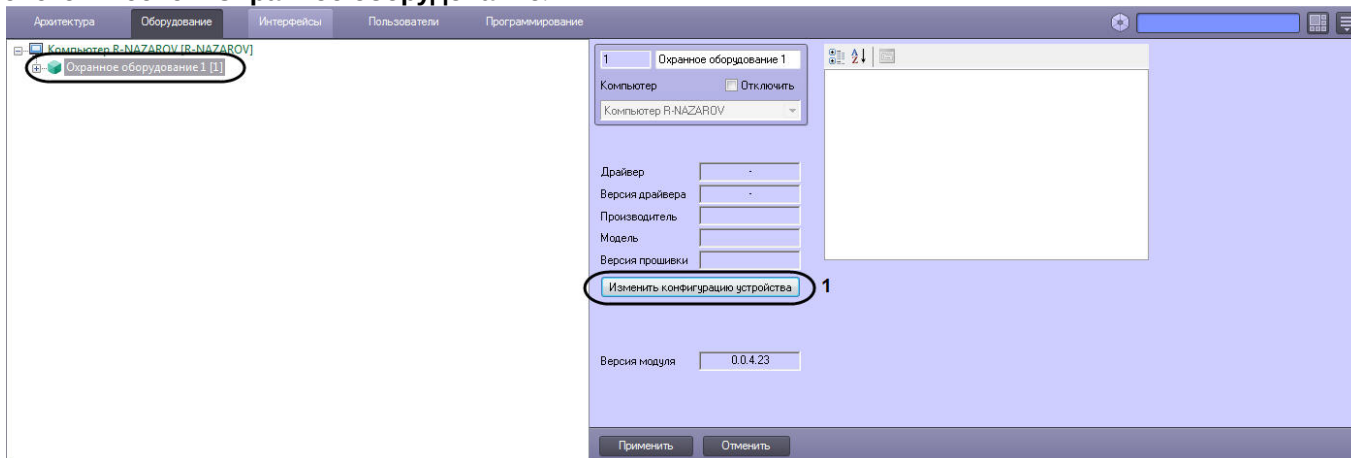 Архитектура Оборудование Интерфейсы Пользователи Программирование
Компьютер R-NAZAROV [R-NAZAROV]
Охранное оборудование 1 [1]
1 Охранное оборудование 1
Компьютер Отключить
Компьютер R-NAZAROV
Драйвер -
Версия драйвера -
Производитель
Модель
Версия прошивки
Изменить конфигурацию устройства 1
Версия модуля 0.0.4.23
Применить Отменить